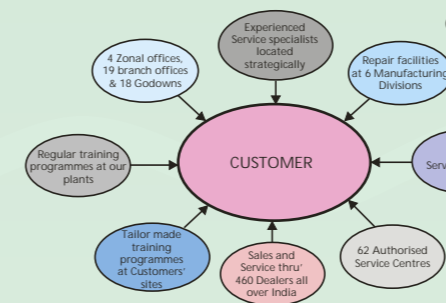 Experienced
Service specialists
located
strategically
4 Zonal offices,
19 branch offices
& 18 Godowns
Repair facilities
at 6 Manufacturing
Divisions
Regular training
programmes at our
plants
CUSTOMER
Tailor made
training
programmes
at Customers'
sites
Sales and
Service thru'
460 Dealers all
over India
62 Authorised
Service Centres